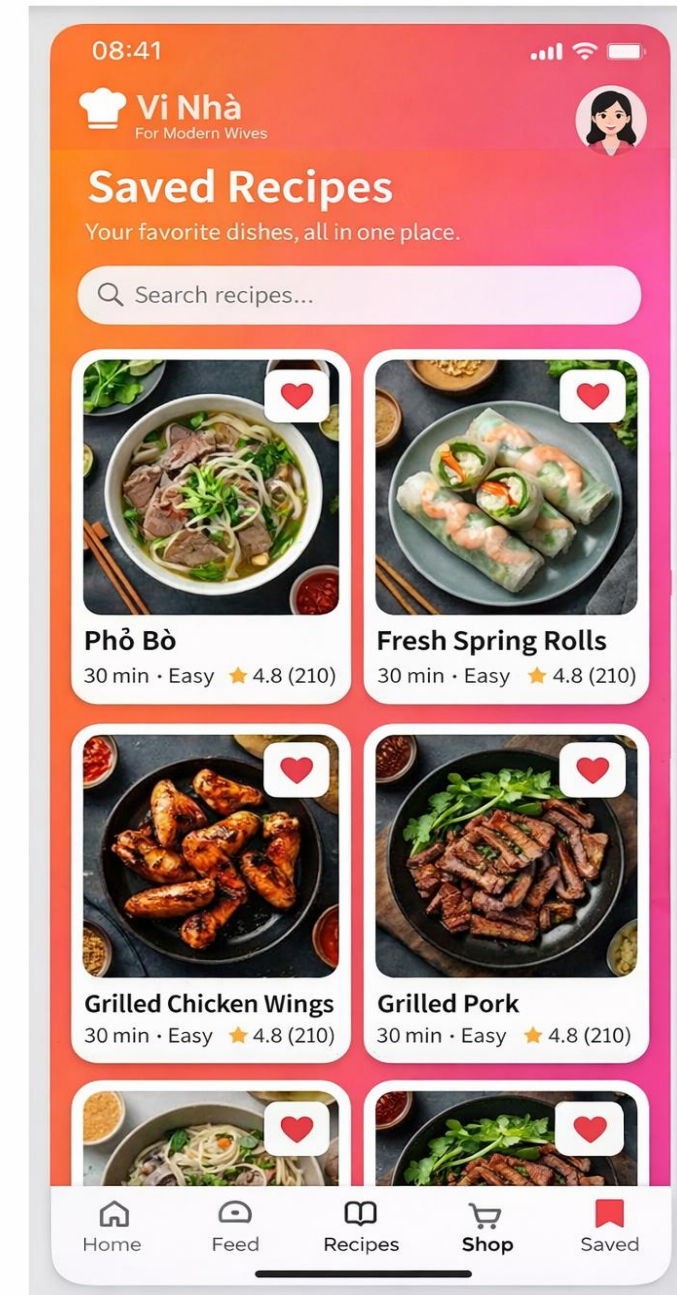 08:41
Vi Nhà
For Modern Wives
Saved Recipes
Your favorite dishes, all in one place.
Search recipes...
Phỏ Bò
30 min · Easy 4.8 (210)
Fresh Spring Rolls
30 min · Easy 4.8 (210)
Grilled Chicken Wings
30 min · Easy 4.8 (210)
Grilled Pork
30 min · Easy 4.8 (210)
Home
Feed
Recipes
Shop
Saved